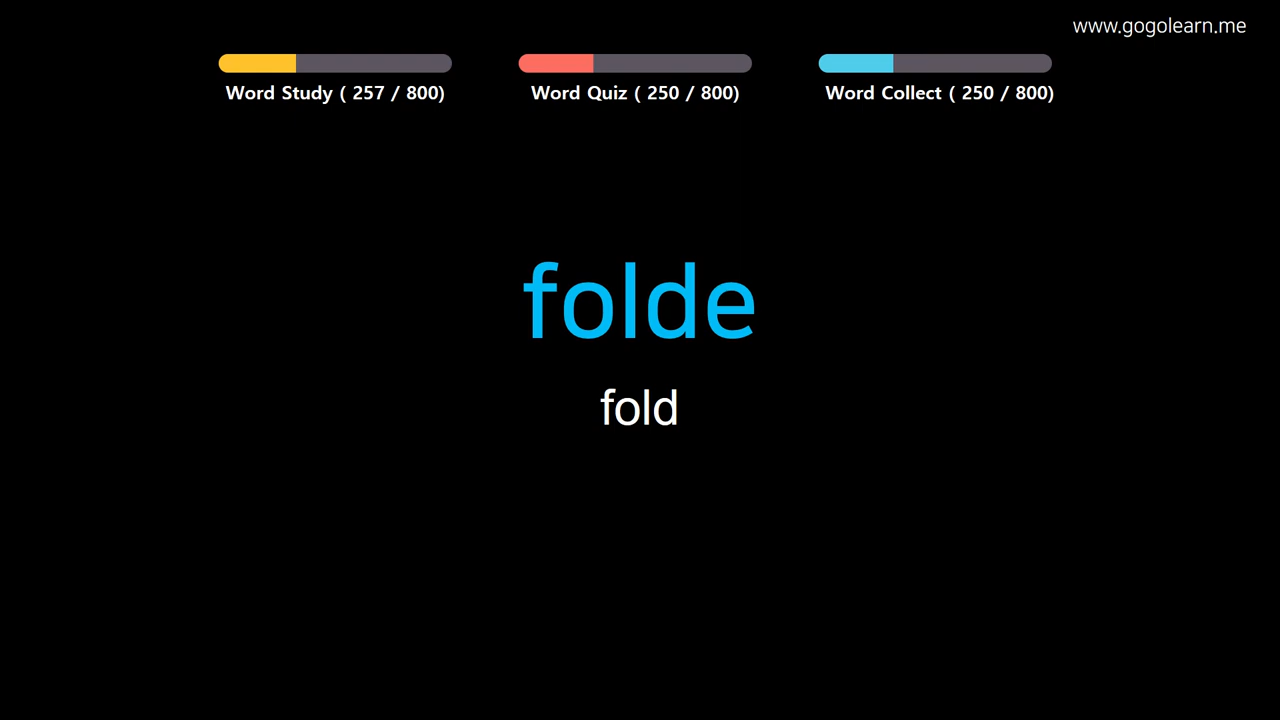 www.gogolearn.me
Word Study ( 257 / 800)
Word Quiz ( 250 / 800)
Word Collect ( 250 / 800)
folde
fold